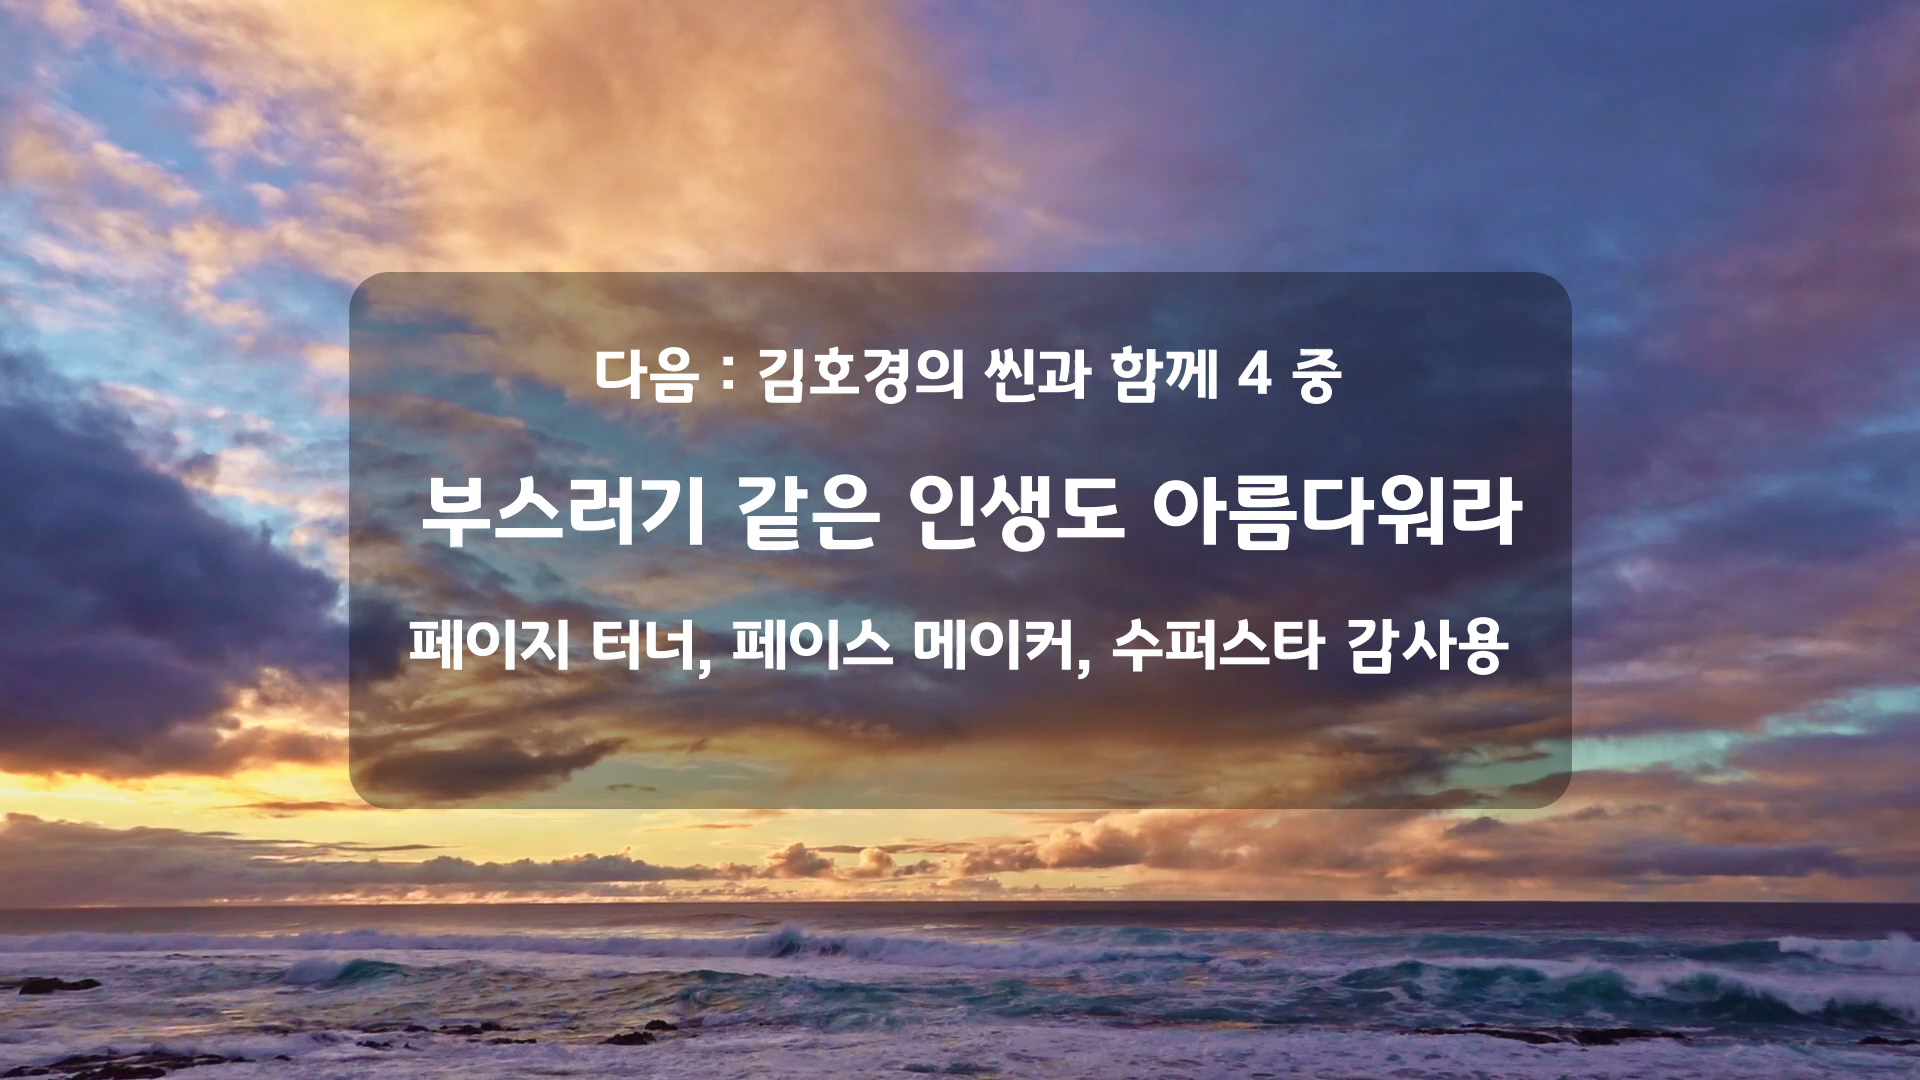 다음 : 김호경의 씬과 함께 4 중
부스러기 같은 인생도 아름다워라
페이지 터너, 페이스 메이커, 수퍼스타 감사용